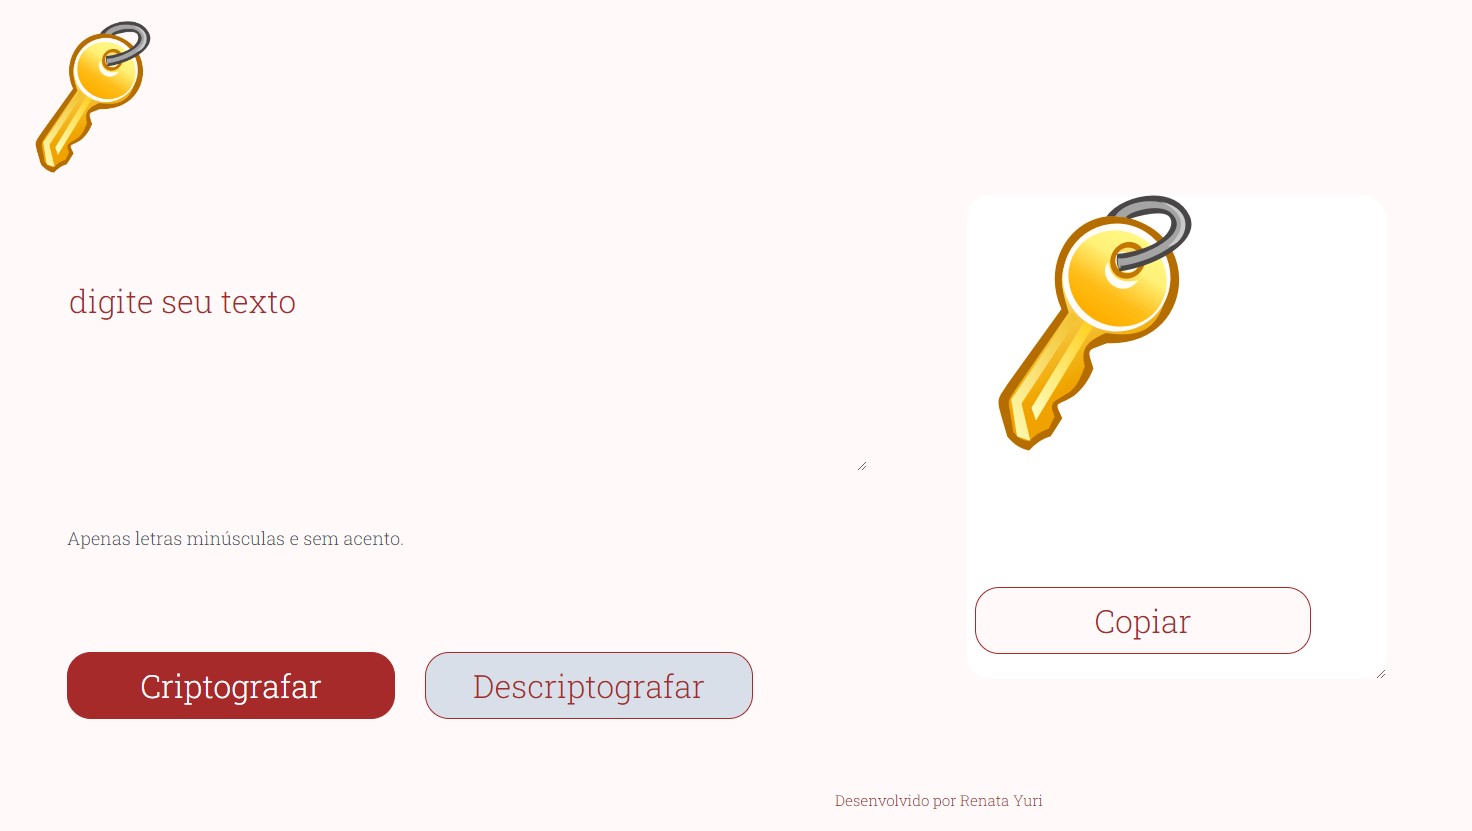 digite seu texto
Apenas letras minúsculas e sem acento.
Criptografar
Descriptografar
Copiar
Desenvolvido por Renata Yuri